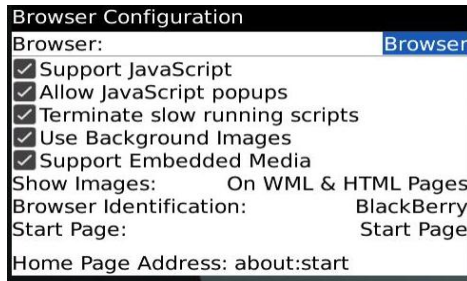 Browser Configuration
Browser: Browser
Support JavaScript
Allow JavaScript popups
Terminate slow running scripts
Use Background Images
Support Embedded Media
Show Images: On WML & HTML Pages
Browser Identification: BlackBerry
Start Page: Start Page
Home Page Address: about:start